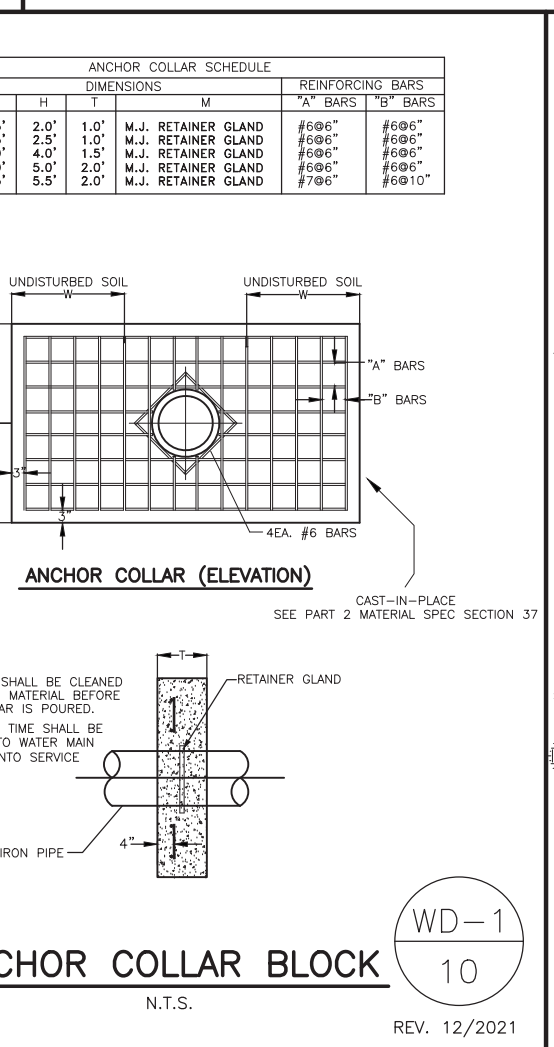 ANCHOR COLLAR SCHEDULE
DIMENSIONS REINFORCING BARS
H T M "A" BARS "B" BARS
2.0' 1.0' M.J. RETAINER GLAND #6@6" #6@6"
2.5' 1.0' M.J. RETAINER GLAND #6@6" #6@6"
4.0' 1.5' M.J. RETAINER GLAND #6@6" #6@6"
5.0' 2.0' M.J. RETAINER GLAND #6@6" #6@6"
5.5' 2.0' M.J. RETAINER GLAND #7@6" #6@10"
UNDISTURBED SOIL UNDISTURBED SOIL
W W
"A" BARS
"B" BARS
3"
3"
4EA. #6 BARS
ANCHOR COLLAR (ELEVATION)
CAST-IN-PLACE
SEE PART 2 MATERIAL SPEC SECTION 37
T
RETAINER GLAND
SHALL BE CLEANED
MATERIAL BEFORE
AR IS POURED.
TIME SHALL BE
TO WATER MAIN
NTO SERVICE
IRON PIPE
4"
CHOR COLLAR BLOCK
N.T.S.
WD-1
10
REV. 12/2021